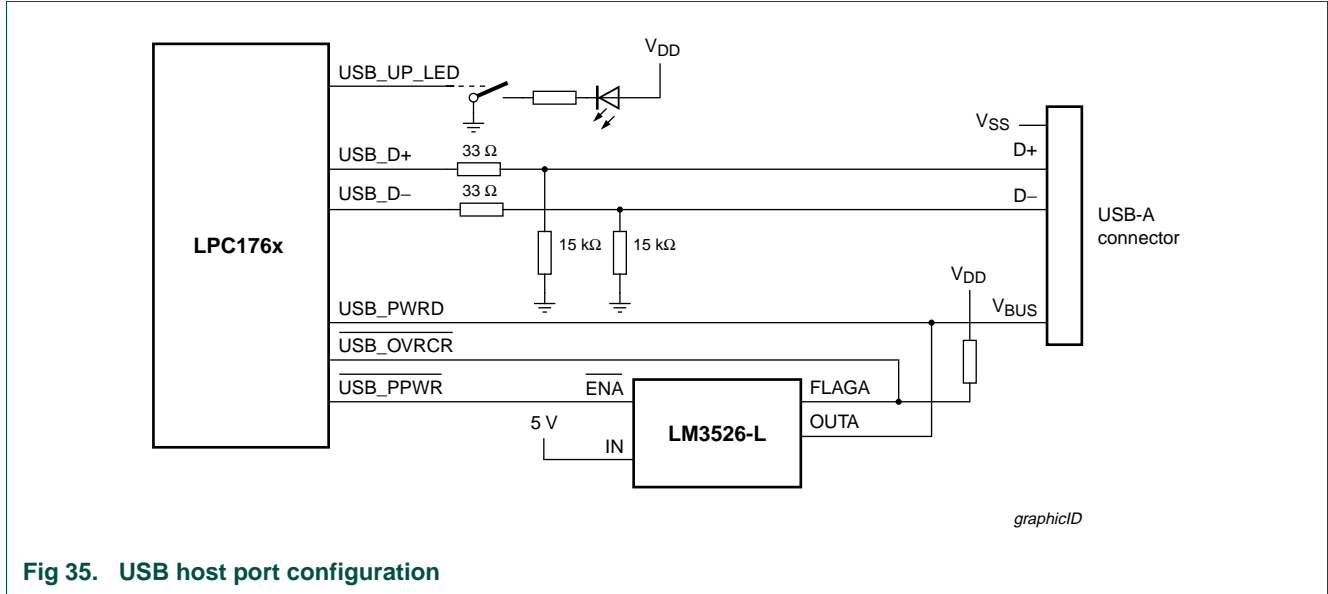 V_DD
USB_UP_LED
V_SS
USB_D+
33 Ω
D+
USB_D−
33 Ω
D−
USB-A
connector
LPC176x
15 kΩ
15 kΩ
V_DD
USB_PWRD
V_BUS
USB_OVRCR
USB_PPWR
ENA
FLAGA
5 V
OUTA
LM3526-L
IN
graphicID
Fig 35. USB host port configuration